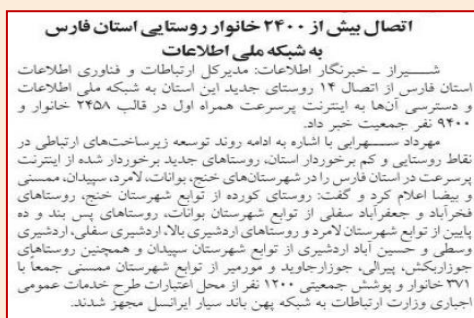 اتصال بیش از ۲۴۰۰ خانوار روستایی استان فارس
به شبکه ملی اطلاعات
شــیراز ـ خبرنگار اطلاعات: مدیرکل ارتباطات و فناوری اطلاعات
استان فارس از اتصال ۱۴ روستای جدید این استان به شبکه ملی اطلاعات
و دسترسی آن‌ها به اینترنت پرسرعت همراه اول در قالب ۲۴۵۸ خانوار و
۹۴۰۰ نفر جمعیت خبر داد.
مهرداد ســهرابی با اشاره به ادامه روند توسعه زیرساخت‌های ارتباطی در
نقاط روستایی و کم برخوردار استان، روستاهای جدید برخوردار شده از اینترنت
پرسرعت در استان فارس را در شهرستان‌های خنج، بوانات، لامرد، سپیدان، ممسنی
و بیضا اعلام کرد و گفت: روستای کورده از توابع شهرستان خنج، روستاهای
فخرآباد و جعفرآباد سفلی از توابع شهرستان بوانات، روستاهای پس بند و ده
پایین از توابع شهرستان لامرد و روستاهای اردشیری بالا، اردشیری سفلی، اردشیری
وسطی و حسین آباد اردشیری از توابع شهرستان سپیدان و همچنین روستاهای
جوزاربکش، پیرالی، جوزارجاوید و مورمیر از توابع شهرستان ممسنی جمعاً با
۳۷۱ خانوار و پوشش جمعیتی ۱۲۰۰ نفر از محل اعتبارات طرح خدمات عمومی
اجباری وزارت ارتباطات به شبکه پهن باند سیار ایرانسل مجهز شدند.